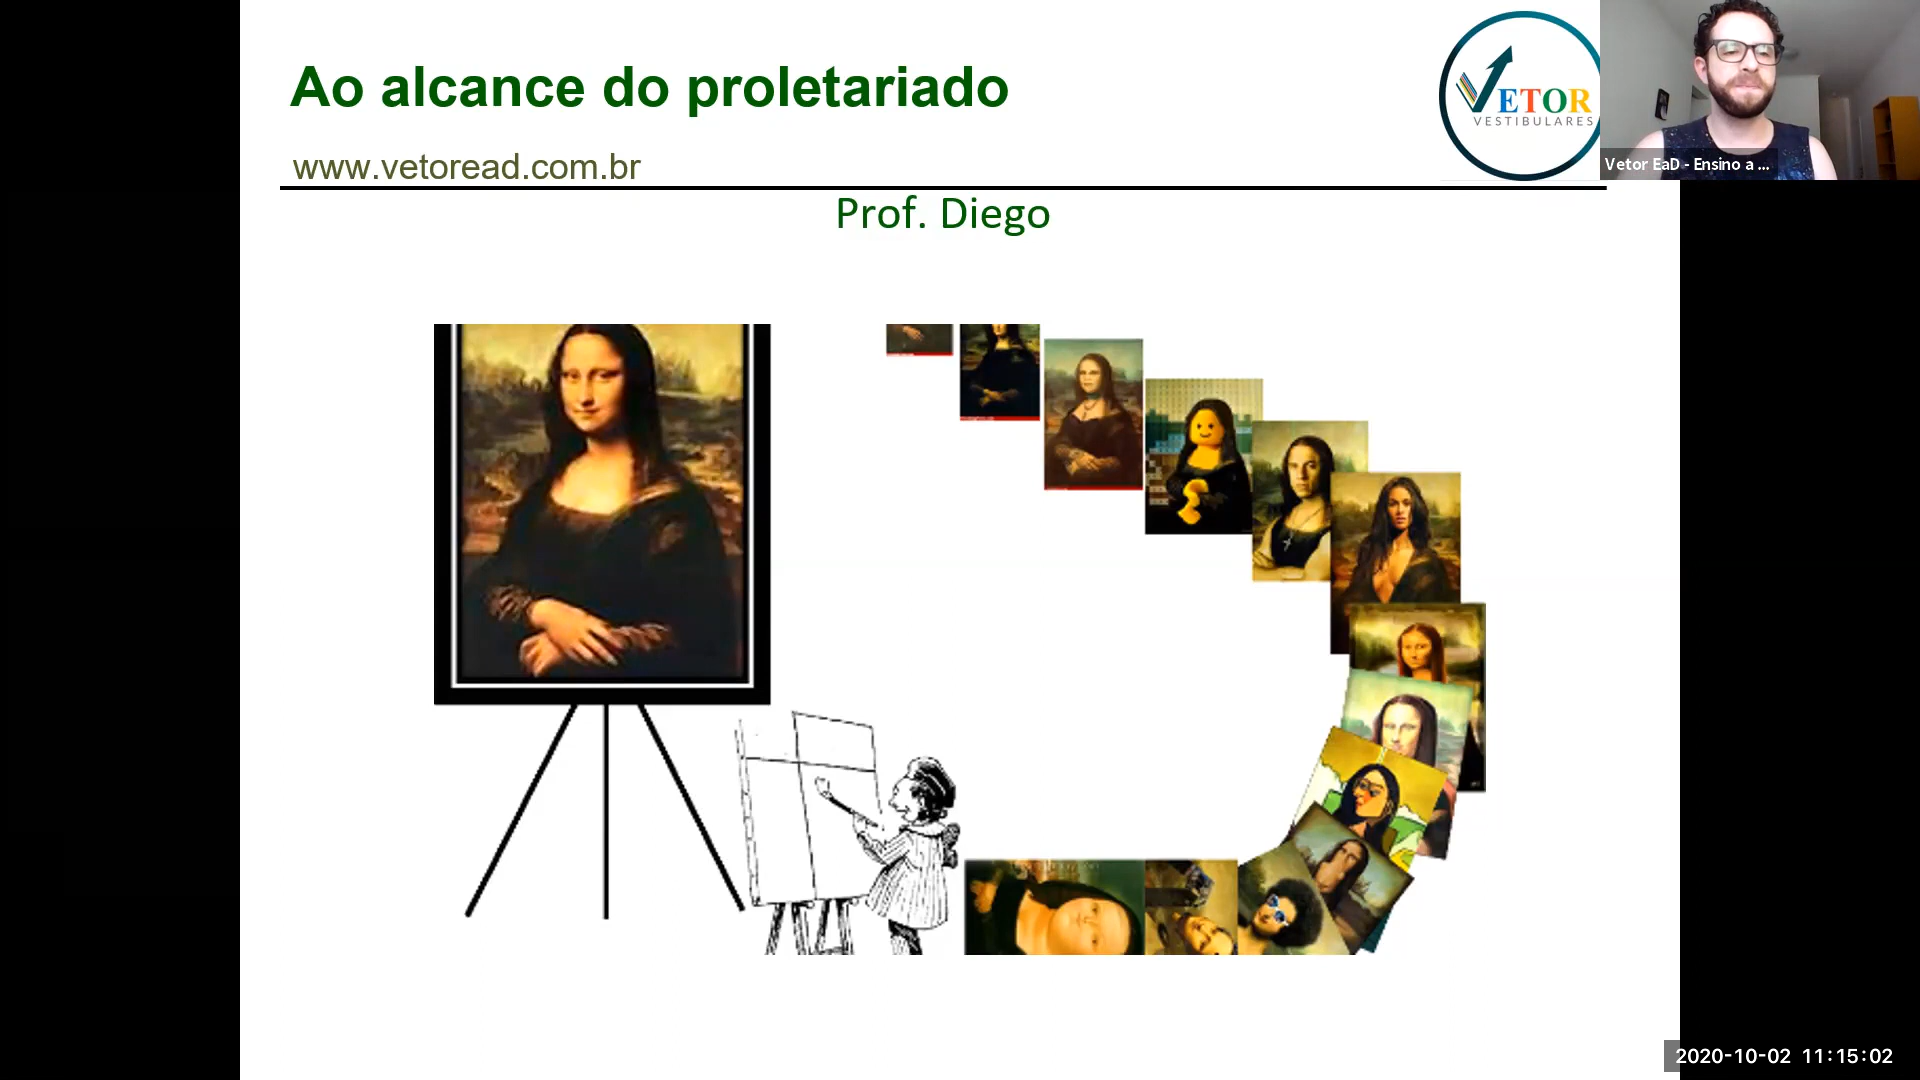 Ao alcance do proletariado
www.vetoread.com.br
VETOR
VESTIBULARES
Vetor EaD - Ensino a ...
Prof. Diego
2020-10-02 11:15:02